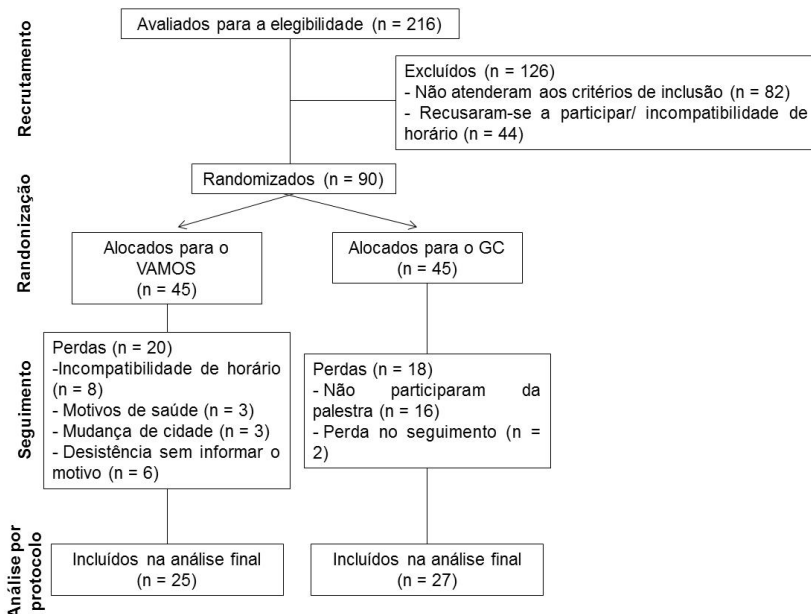 Recrutamento
Avaliados para a elegibilidade (n = 216)
Excluídos (n = 126)
- Não atenderam aos critérios de inclusão (n = 82)
- Recusaram-se a participar/ incompatibilidade de
horário (n = 44)
Randonização
Randomizados (n = 90)
Alocados para o
VAMOS
(n = 45)
Alocados para o GC
(n = 45)
Seguimento
Perdas (n = 20)
-Incompatibilidade de horário
(n = 8)
- Motivos de saúde (n = 3)
- Mudança de cidade (n = 3)
- Desistência sem informar o
motivo (n = 6)
Perdas (n = 18)
- Não participaram da
palestra (n = 16)
- Perda no seguimento (n =
2)
Análise por
protocolo
Incluídos na análise final
(n = 25)
Incluídos na análise final
(n = 27)